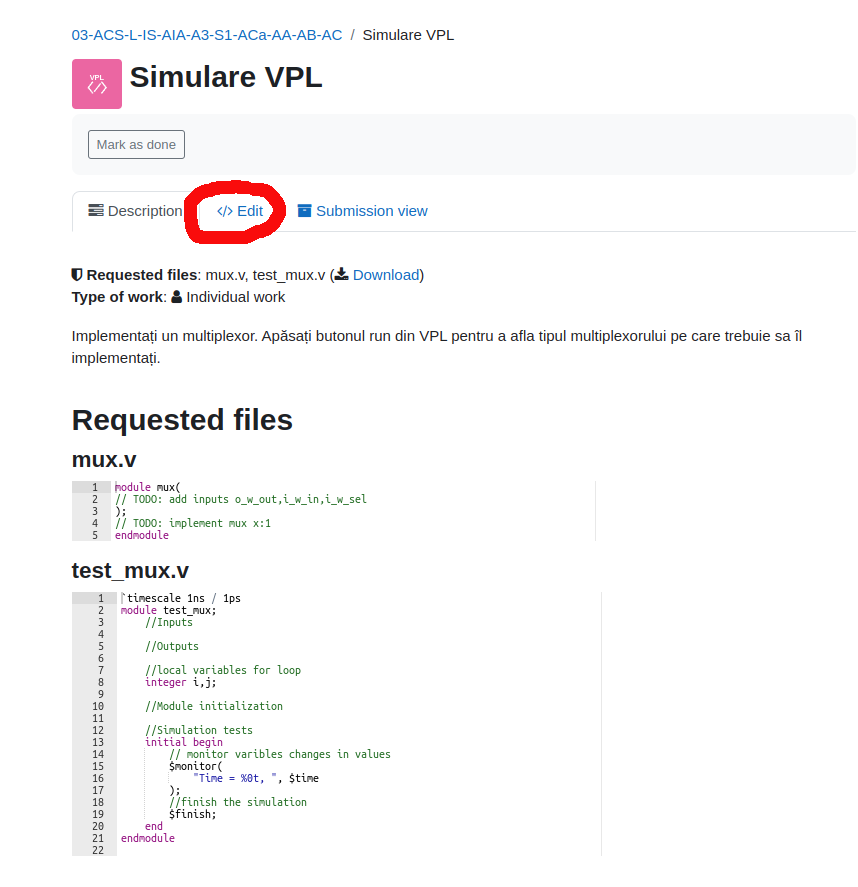 03-ACS-L-IS-AIA-A3-S1-ACa-AA-AB-AC / Simulare VPL
VPL
Simulare VPL
Mark as done
Description
</> Edit
Submission view
Requested files: mux.v, test_mux.v (Download)
Type of work: Individual work
Implementați un multiplexor. Apăsați butonul run din VPL pentru a afla tipul multiplexorului pe care trebuie sa îl
implementați.
Requested files
mux.v
1 module mux(
2 // TODO: add inputs o_w_out,i_w_in,i_w_sel
3 );
4 // TODO: implement mux x:1
5 endmodule
test_mux.v
1 `timescale 1ns / 1ps
2 module test_mux;
3 //Inputs
4
5 //Outputs
6
7 //local variables for loop
8 integer i,j;
9
10 //Module initialization
11
12 //Simulation tests
13 initial begin
14 // monitor varibles changes in values
15 $monitor(
16 "Time = %0t, ", $time
17 );
18 //finish the simulation
19 $finish;
20 end
21 endmodule
22